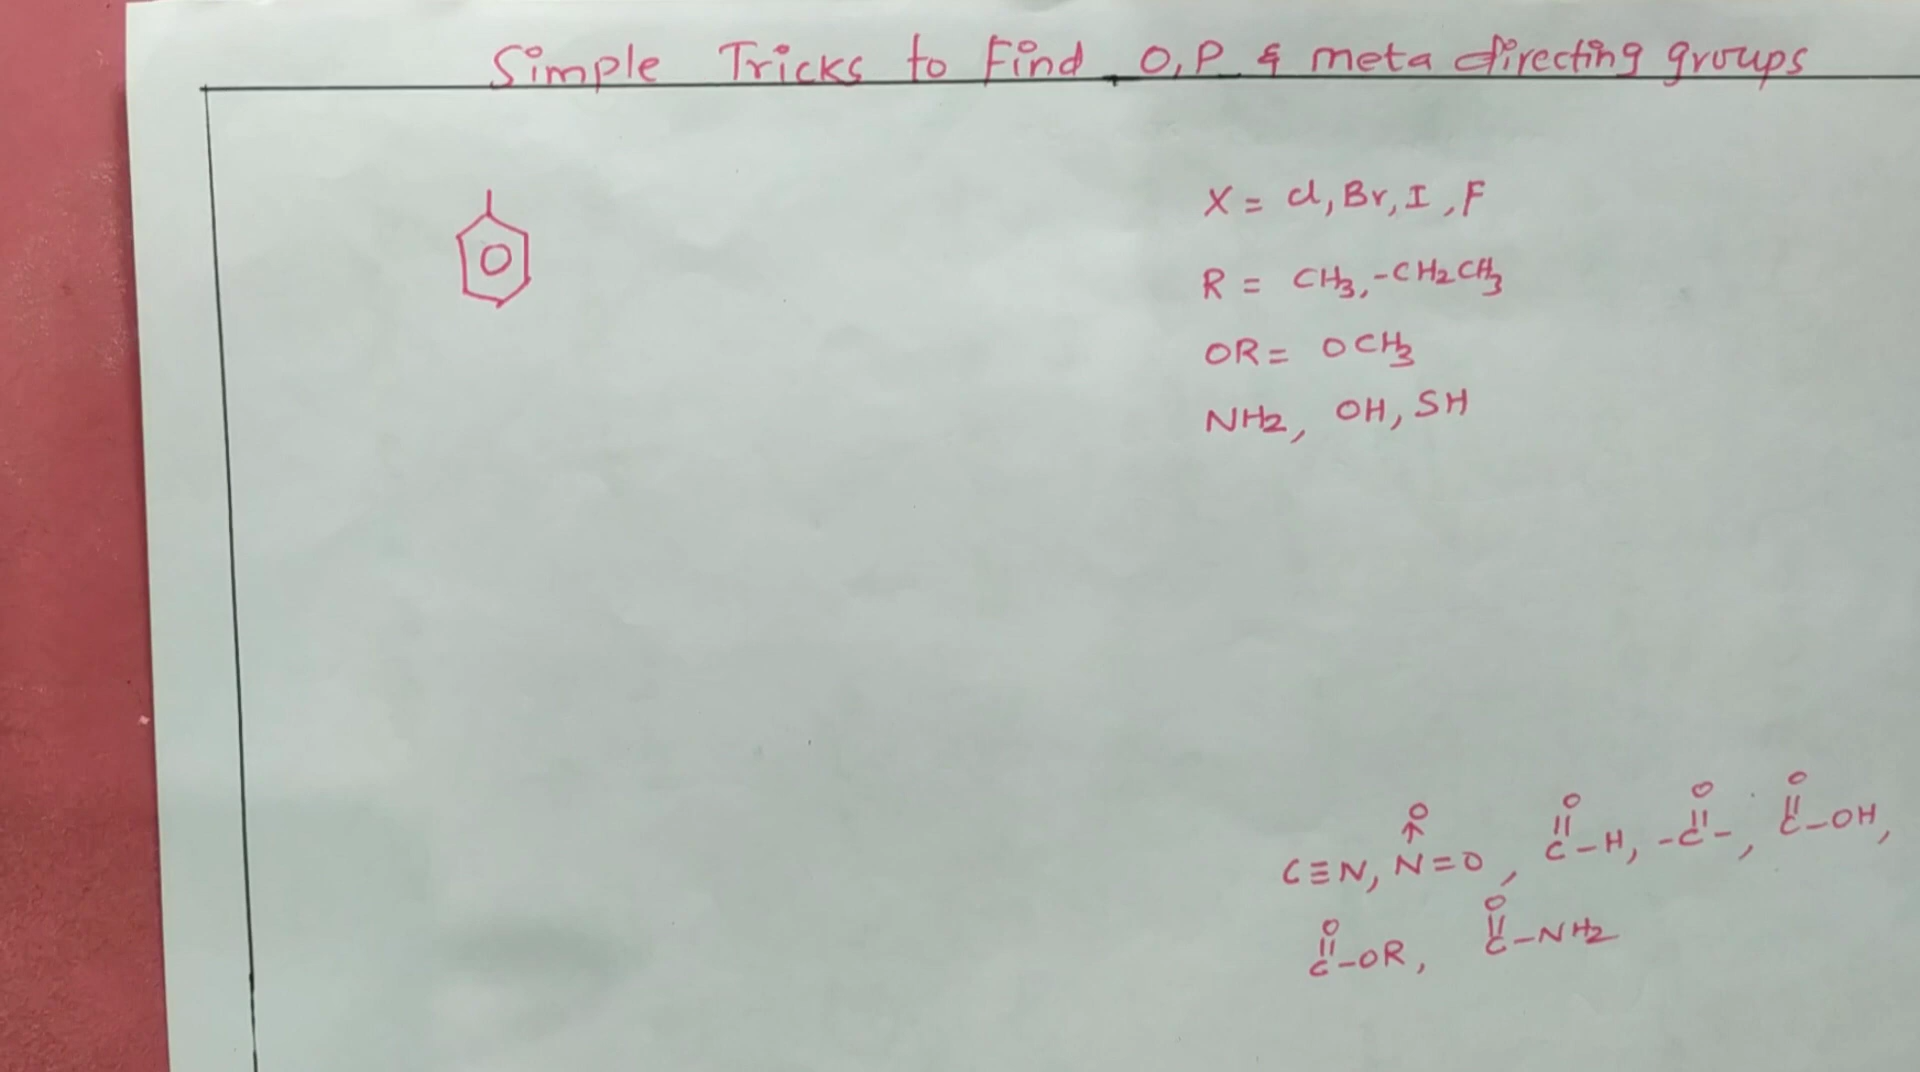 Simple Tricks to Find O,P & meta directing groups
X = Cl, Br, I, F
R = CH3, -CH2CH3
OR = OCH3
NH2, OH, SH
O O O O
↑ || || ||
C≡N, N=O, C-H, -C-, C-OH,
O O
|| ||
C-OR, C-NH2